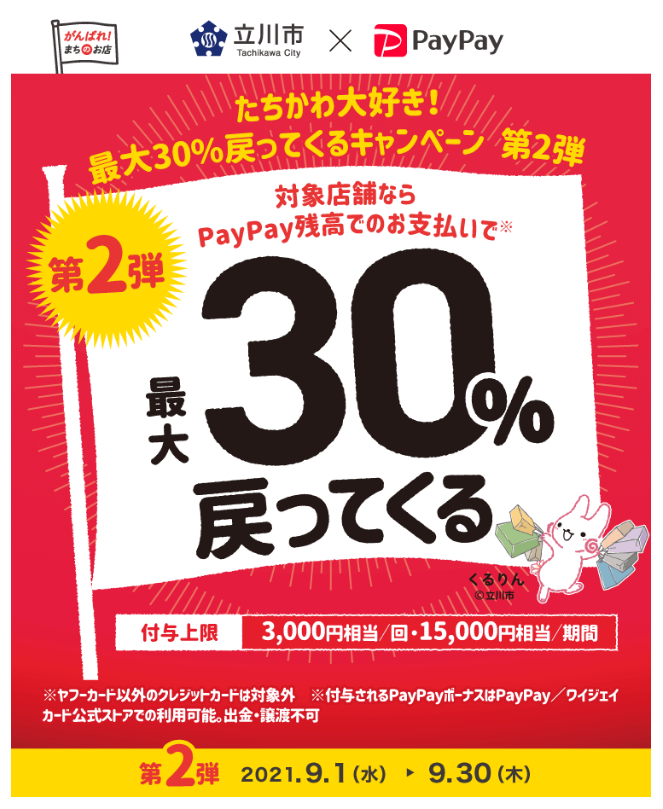 がんばれ!
まちのお店
立川市
Tachikawa City
×
PayPay
たちかわ大好き!
最大30%戻ってくるキャンペーン 第2弾
第2弾
対象店舗なら
PayPay残高でのお支払いで※
最大
30%
戻ってくる
くるりん
©立川市
付与上限 3,000円相当/回・15,000円相当/期間
※ヤフーカード以外のクレジットカードは対象外 ※付与されるPayPayボーナスはPayPay/ワイジェイ
カード公式ストアでの利用可能。出金・譲渡不可
第2弾 2021.9.1(水) ▶ 9.30(木)